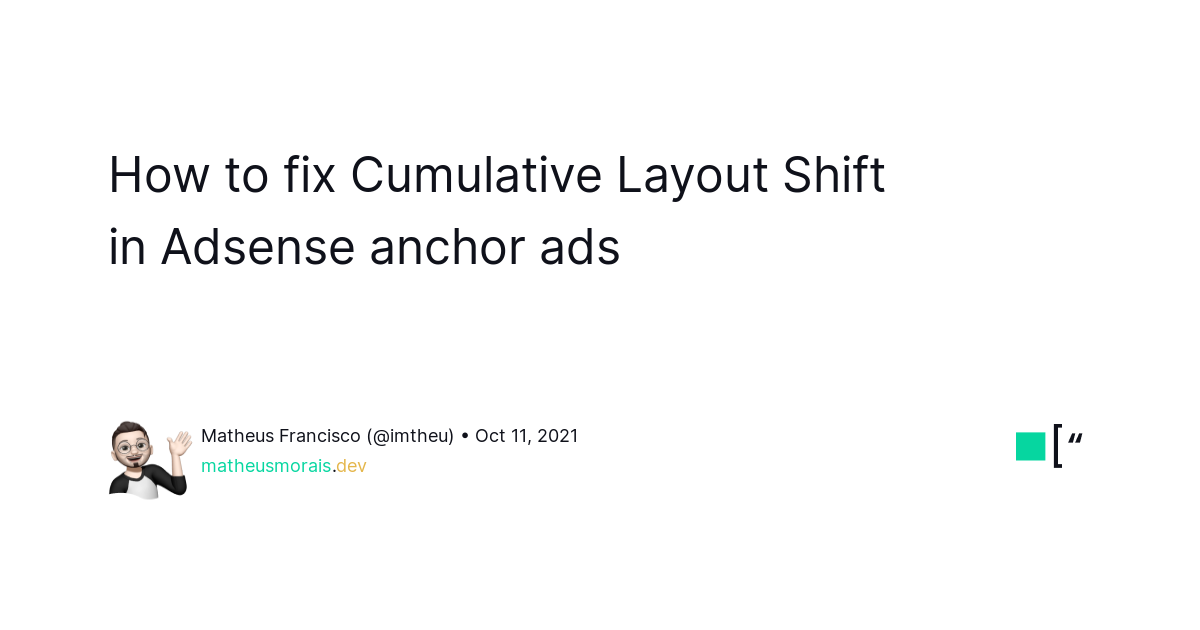 How to fix Cumulative Layout Shift
in Adsense anchor ads
Matheus Francisco (@imtheu) • Oct 11, 2021
matheusmorais.dev
[“